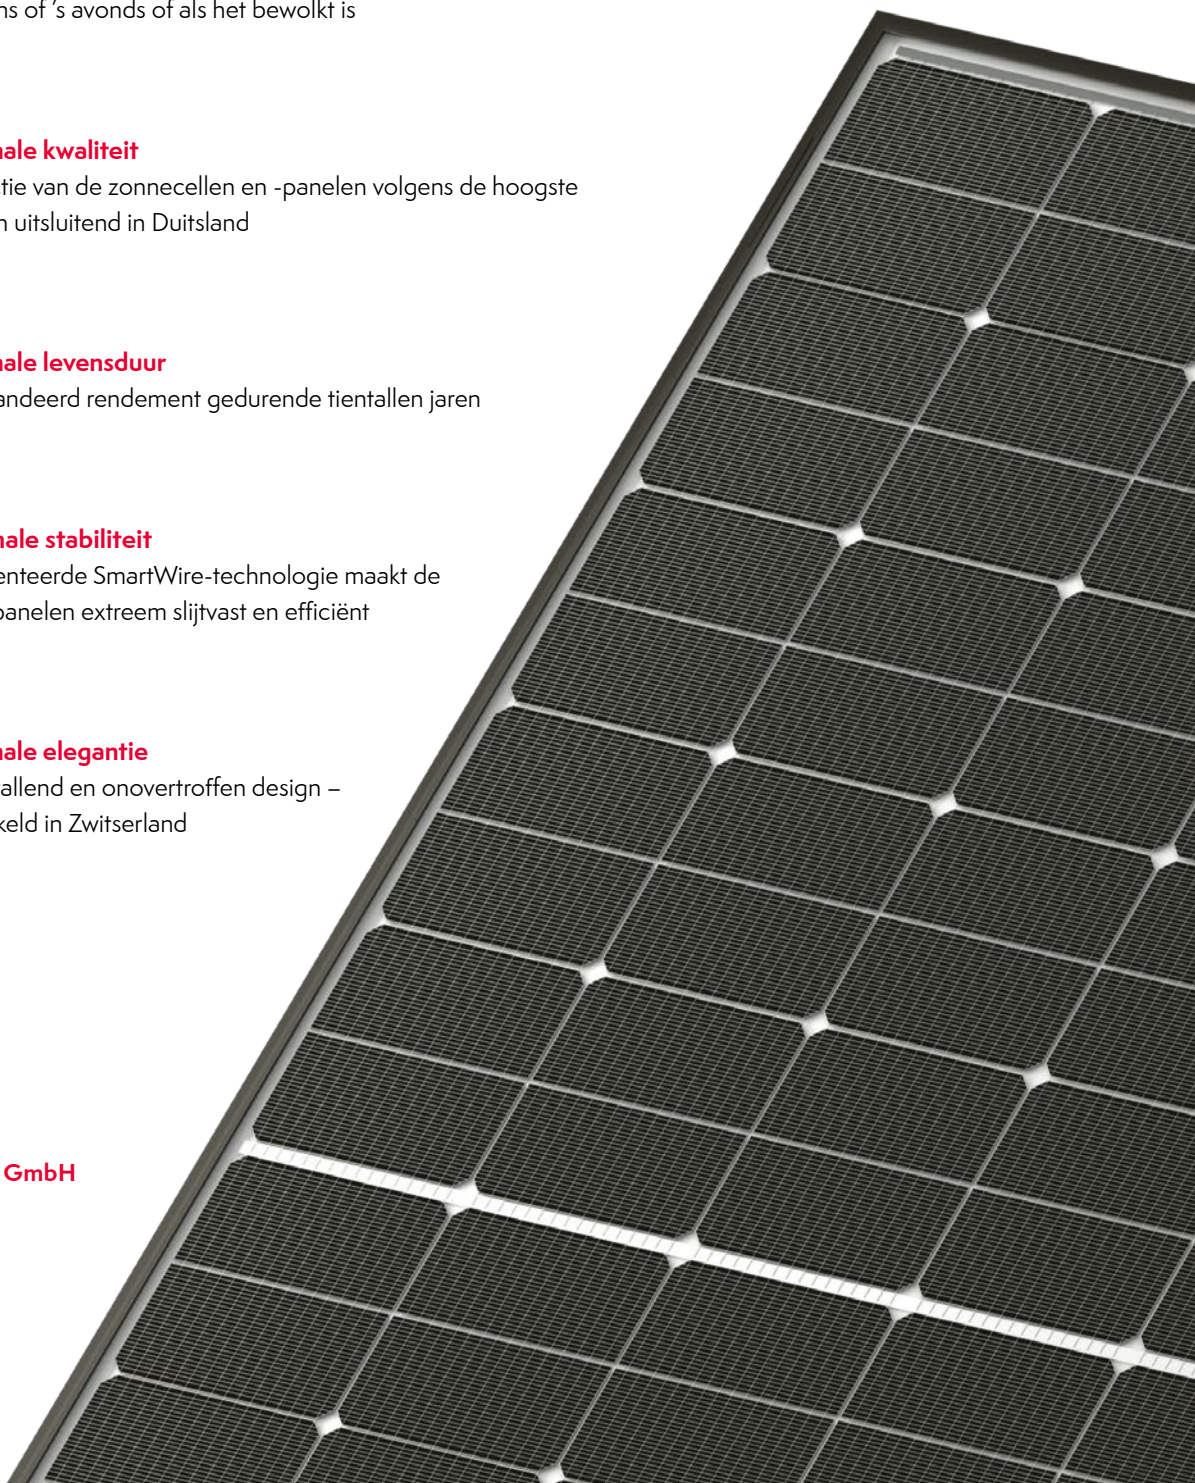 ns of ’s avonds of als het bewolkt is
nale kwaliteit
tie van de zonnecellen en -panelen volgens de hoogste
n uitsluitend in Duitsland
nale levensduur
andeerd rendement gedurende tientallen jaren
nale stabiliteit
enteerde SmartWire-technologie maakt de
panelen extreem slijtvast en efficiënt
nale elegantie
allend en onovertroffen design –
keld in Zwitserland
GmbH